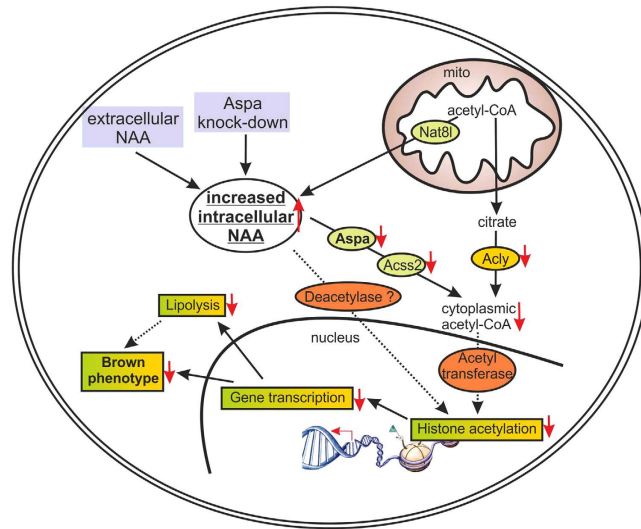 mito
acetyl-CoA
Nat8l
Aspa
knock-down
extracellular
NAA
increased
intracellular
NAA
citrate
Aspa
Acss2
Acly
Deacetylase ?
cytoplasmic
acetyl-CoA
Lipolysis
nucleus
Brown
phenotype
Acetyl
transferase
Gene transcription
Histone acetylation